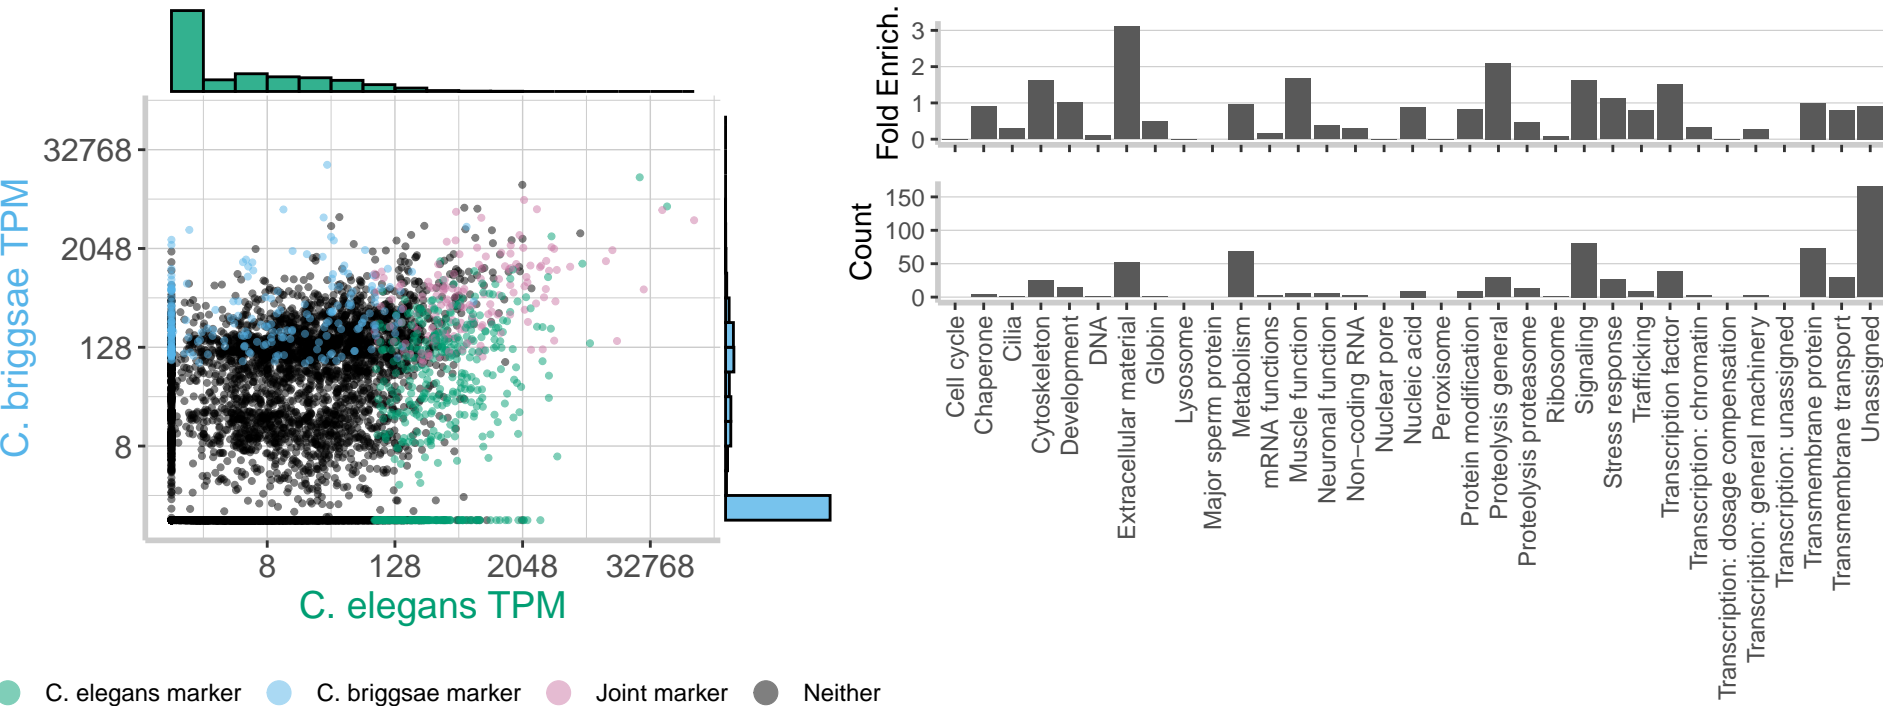 32768
2048
128
8
C. briggsae TPM
8
128
2048
32768
C. elegans TPM
C. elegans marker
C. briggsae marker
Joint marker
Neither
Fold Enrich.
3
2
1
0
Count
150
100
50
0
Cell cycle
Chaperone
Cilia
Cytoskeleton
Development
DNA
Extracellular material
Globin
Lysosome
Major sperm protein
Metabolism
mRNA functions
Muscle function
Neuronal function
Non−coding RNA
Nuclear pore
Nucleic acid
Peroxisome
Protein modification
Proteolysis general
Proteolysis proteasome
Ribosome
Signaling
Stress response
Trafficking
Transcription factor
Transcription: chromatin
Transcription: dosage compensation
Transcription: general machinery
Transcription: unassigned
Transmembrane protein
Transmembrane transport
Unassigned